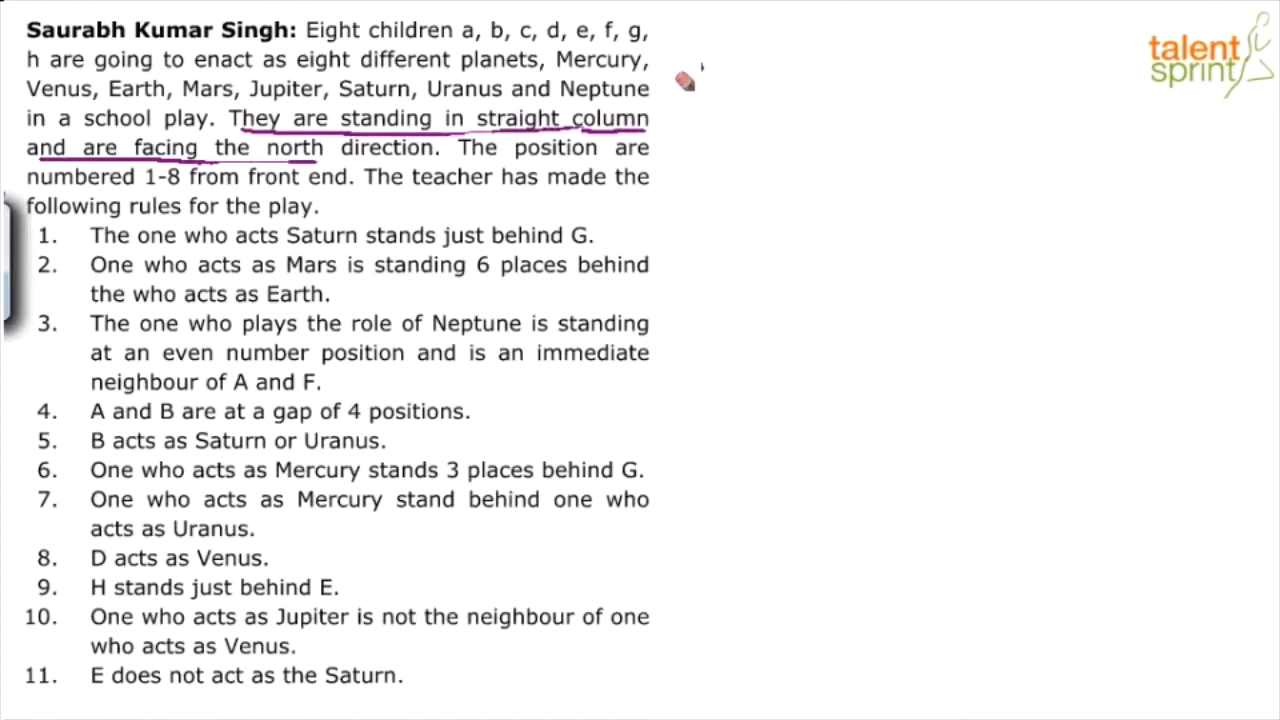 Saurabh Kumar Singh: Eight children a, b, c, d, e, f, g,
h are going to enact as eight different planets, Mercury,
Venus, Earth, Mars, Jupiter, Saturn, Uranus and Neptune
in a school play. They are standing in straight column
and are facing the north direction. The position are
numbered 1-8 from front end. The teacher has made the
following rules for the play.
1. The one who acts Saturn stands just behind G.
2. One who acts as Mars is standing 6 places behind
the who acts as Earth.
3. The one who plays the role of Neptune is standing
at an even number position and is an immediate
neighbour of A and F.
4. A and B are at a gap of 4 positions.
5. B acts as Saturn or Uranus.
6. One who acts as Mercury stands 3 places behind G.
7. One who acts as Mercury stand behind one who
acts as Uranus.
8. D acts as Venus.
9. H stands just behind E.
10. One who acts as Jupiter is not the neighbour of one
who acts as Venus.
11. E does not act as the Saturn.
talent
sprint